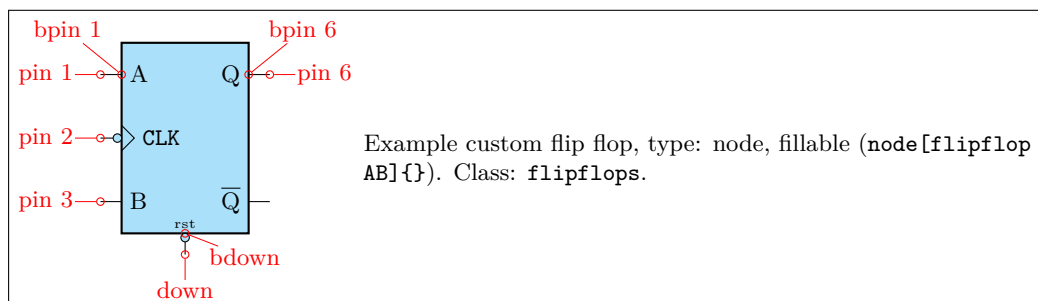 bpin 1
bpin 6
pin 1
A
Q
pin 6
pin 2
CLK
Example custom flip flop, type: node, fillable (node[flipflop
AB]{}). Class: flipflops.
pin 3
B
Q̅
rst
bdown
down